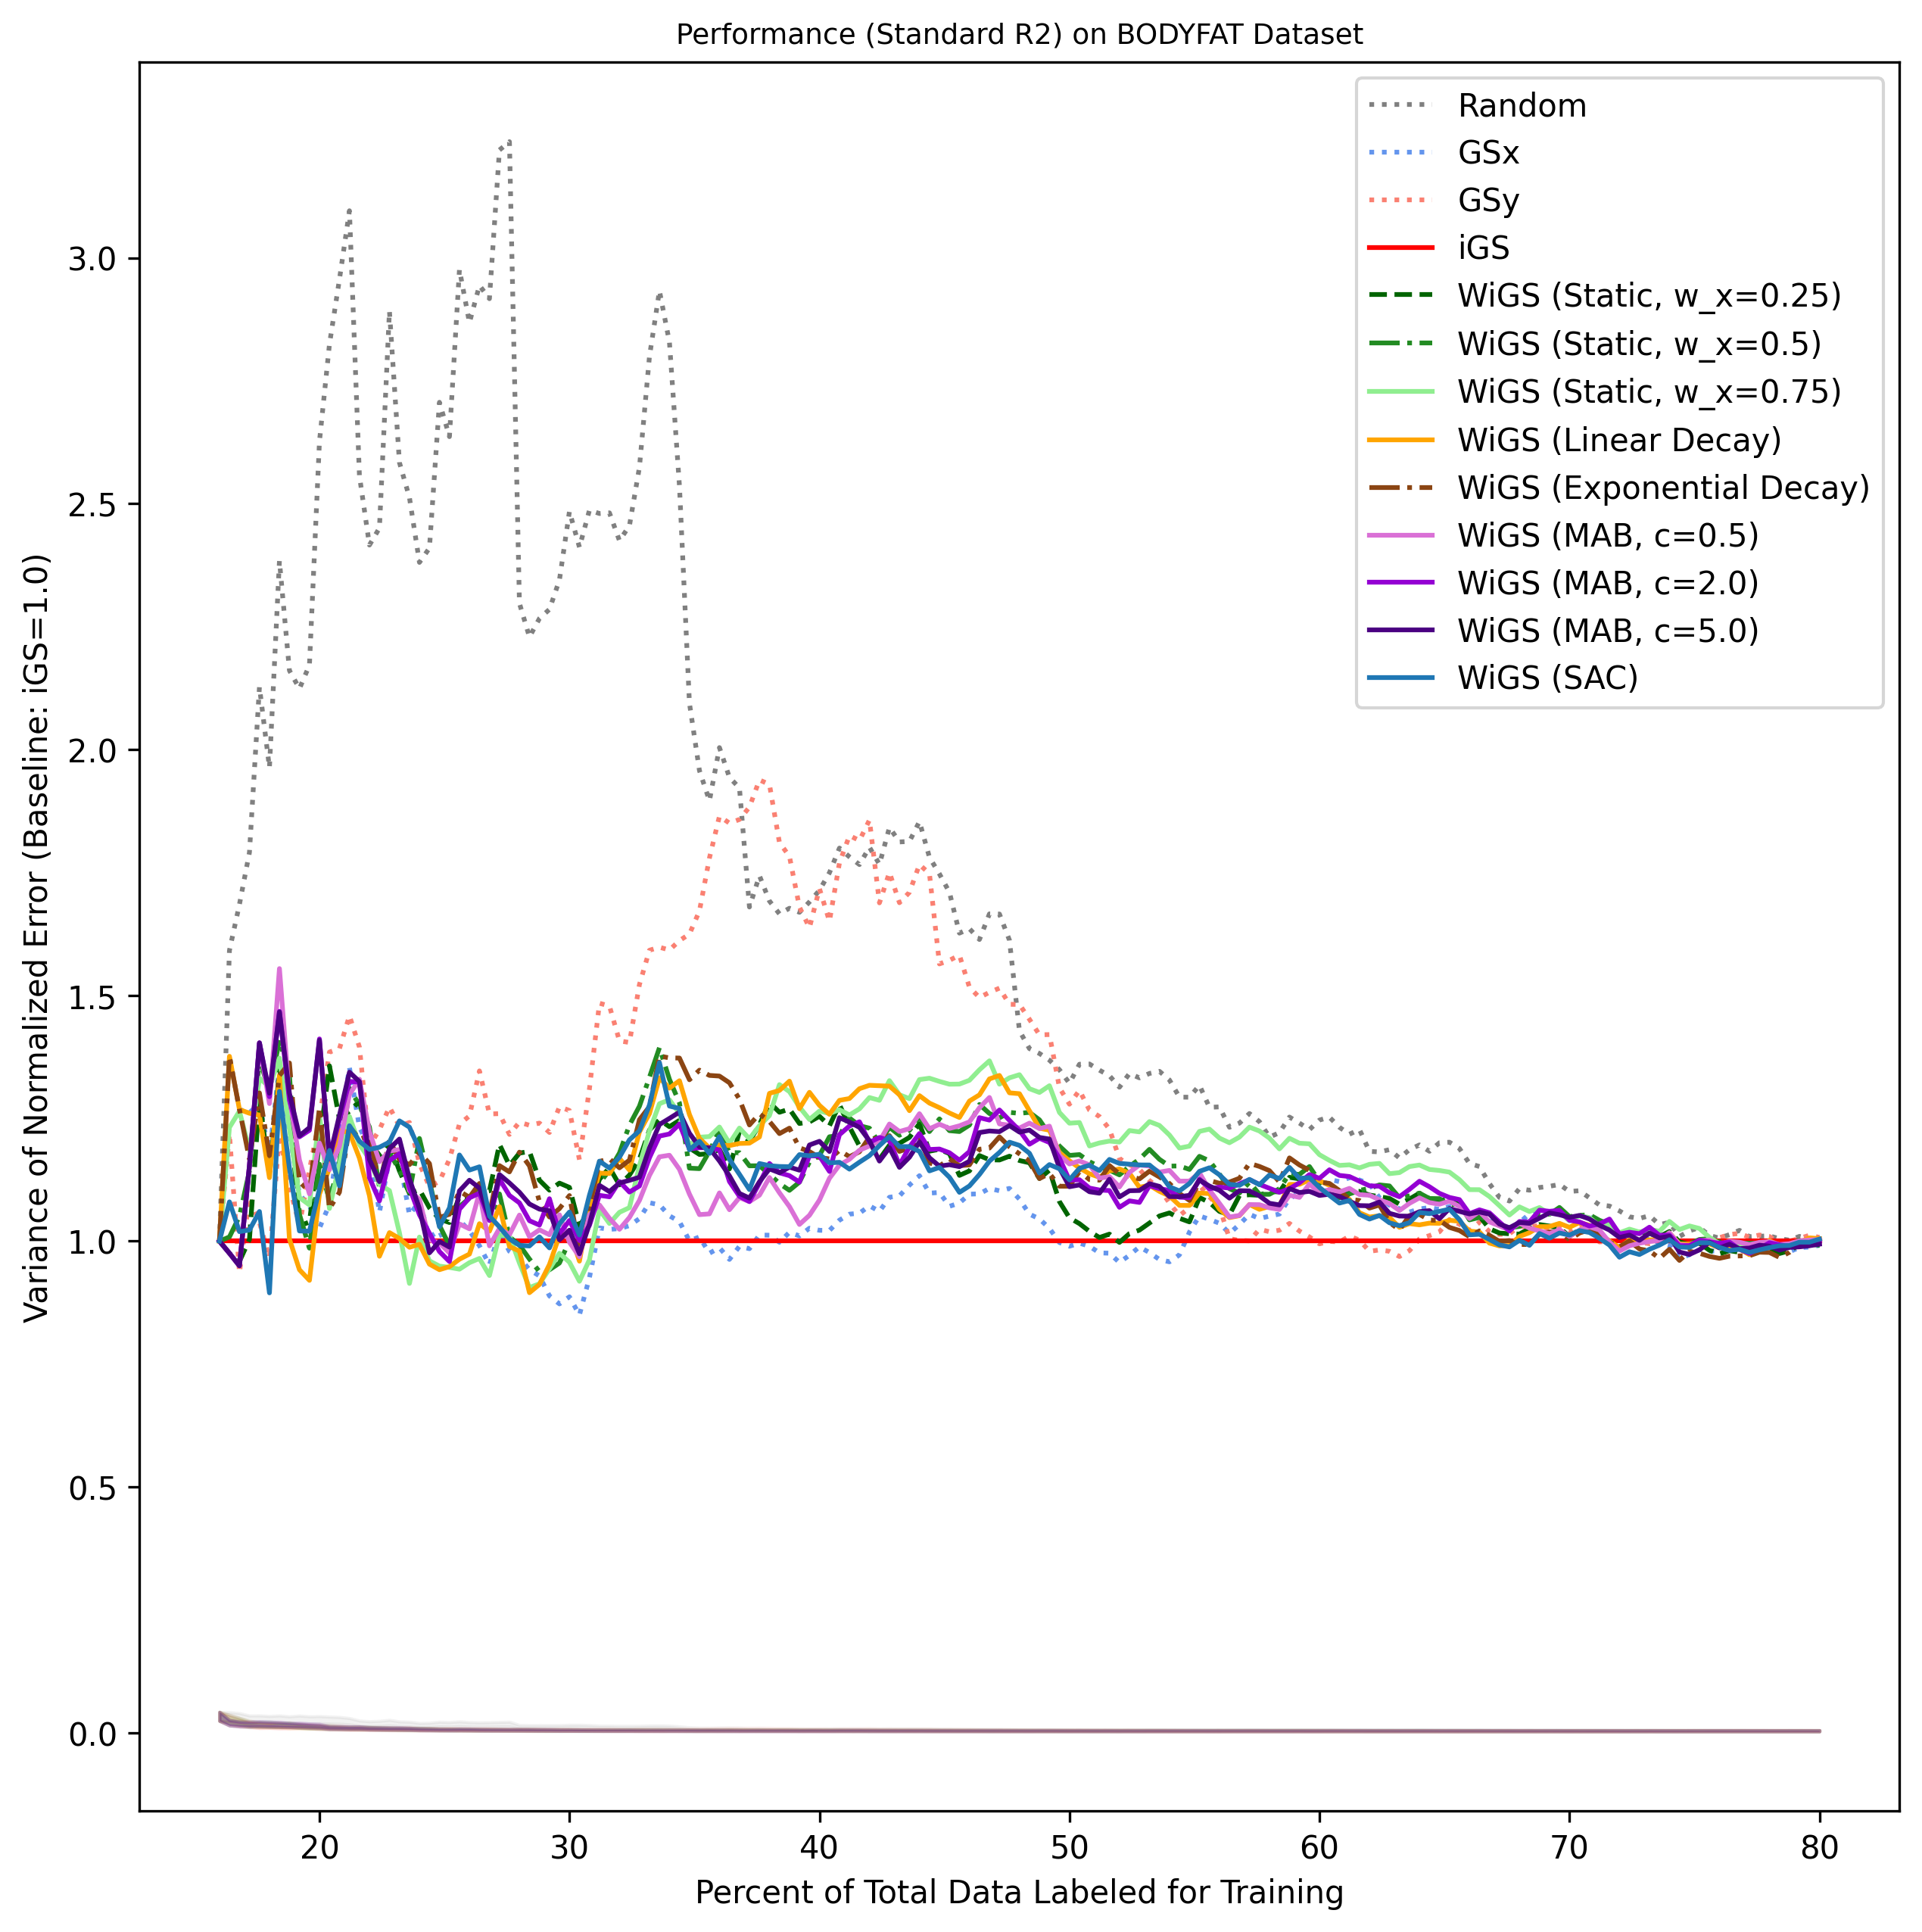 Performance (Standard R2) on BODYFAT Dataset
Variance of Normalized Error (Baseline: iGS=1.0)
3.0
2.5
2.0
1.5
1.0
0.5
0.0
20
30
40
50
60
70
80
Percent of Total Data Labeled for Training
Random
GSx
GSy
iGS
WiGS (Static, w_x=0.25)
WiGS (Static, w_x=0.5)
WiGS (Static, w_x=0.75)
WiGS (Linear Decay)
WiGS (Exponential Decay)
WiGS (MAB, c=0.5)
WiGS (MAB, c=2.0)
WiGS (MAB, c=5.0)
WiGS (SAC)